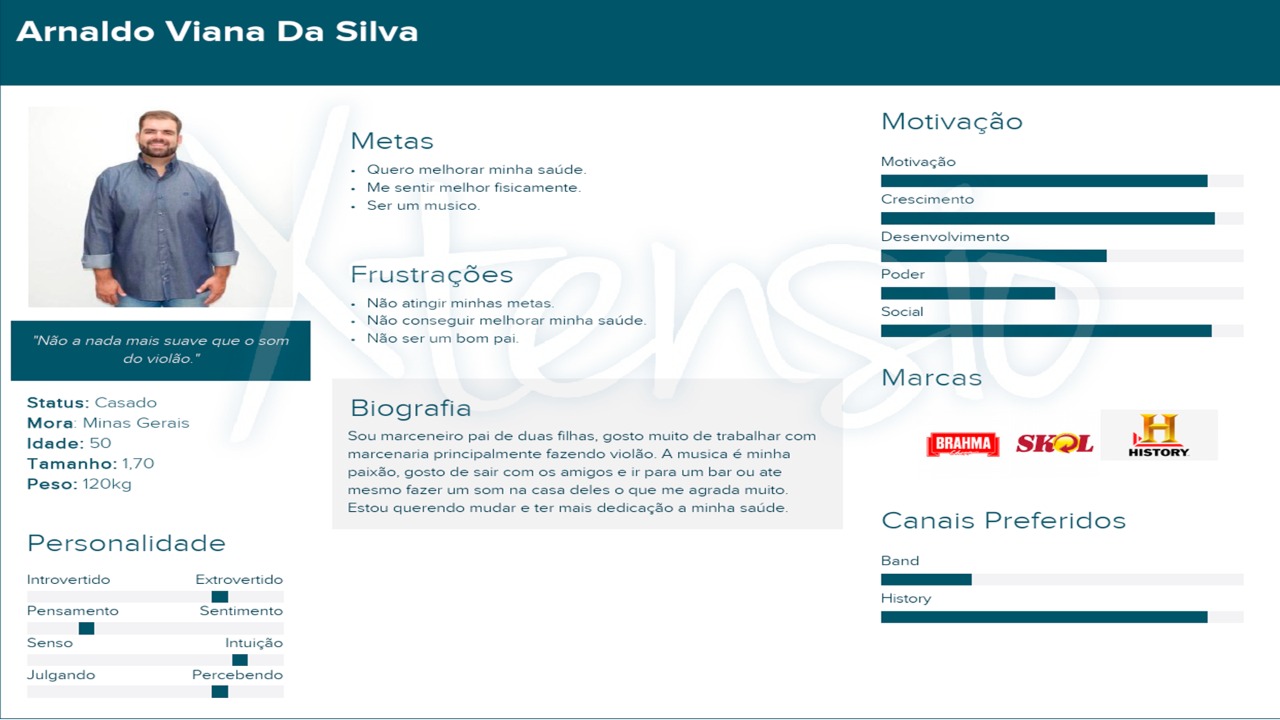 Arnaldo Viana Da Silva
"Não a nada mais suave que o som
do violão."
Status: Casado
Mora: Minas Gerais
Idade: 50
Tamanho: 1,70
Peso: 120kg
Personalidade
Introvertido Extrovertido
Pensamento Sentimento
Senso Intuição
Julgando Percebendo
Metas
• Quero melhorar minha saúde.
• Me sentir melhor fisicamente.
• Ser um musico.
Frustrações
• Não atingir minhas metas.
• Não conseguir melhorar minha saúde.
• Não ser um bom pai.
Biografia
Sou marceneiro pai de duas filhas, gosto muito de trabalhar com
mercenaria principalmente fazendo violão. A musica é minha
paixão, gosto de sair com os amigos e ir para um bar ou ate
mesmo fazer um som na casa deles o que me agrada muito.
Estou querendo mudar e ter mais dedicação a minha saúde.
Motivação
Motivação
Crescimento
Desenvolvimento
Poder
Social
Marcas
BRAHMA
SKOL
H
HISTORY
Canais Preferidos
Band
History
Xtensio